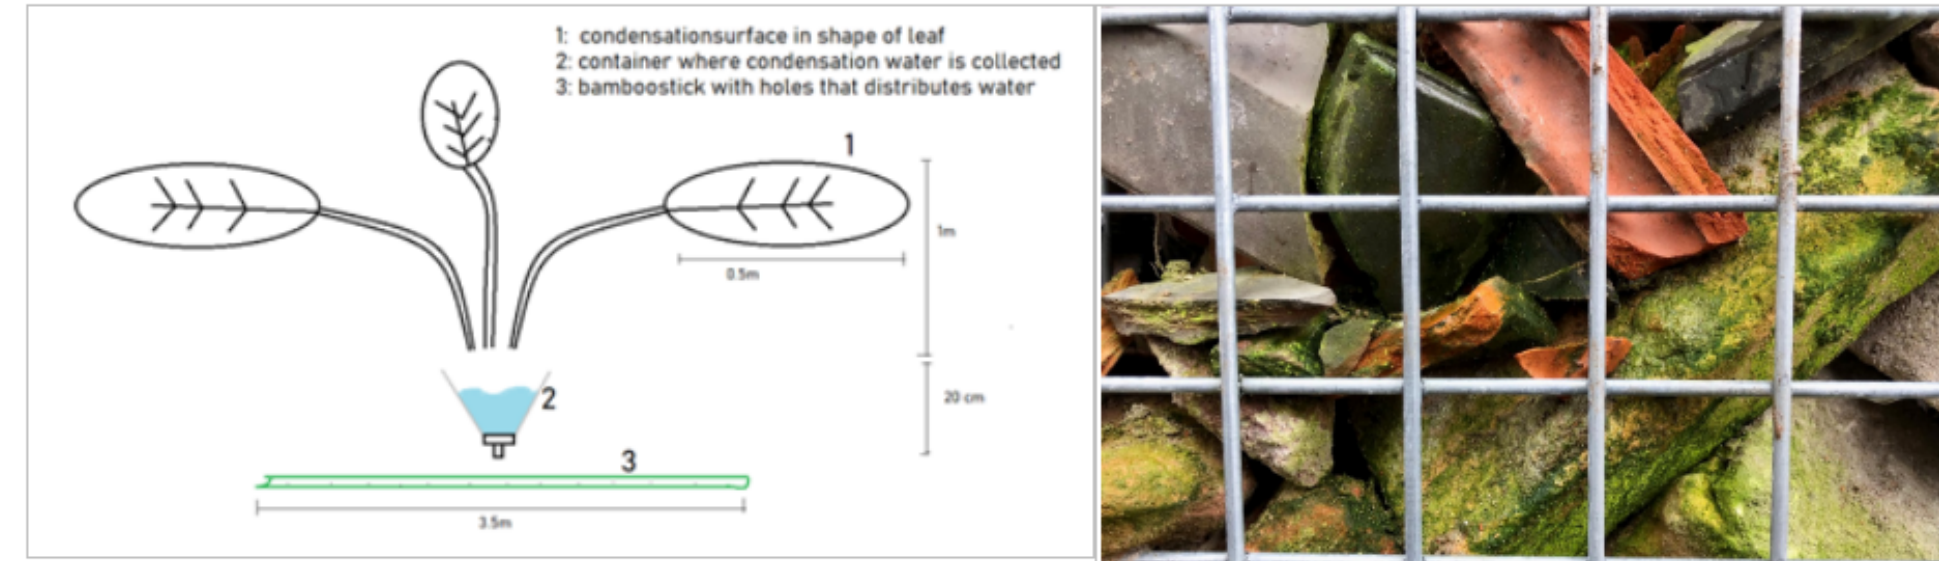 1: condensationsurface in shape of leaf
2: container where condensation water is collected
3: bamboostick with holes that distributes water
1
1m
0.5m
2
20 cm
3
3.5m